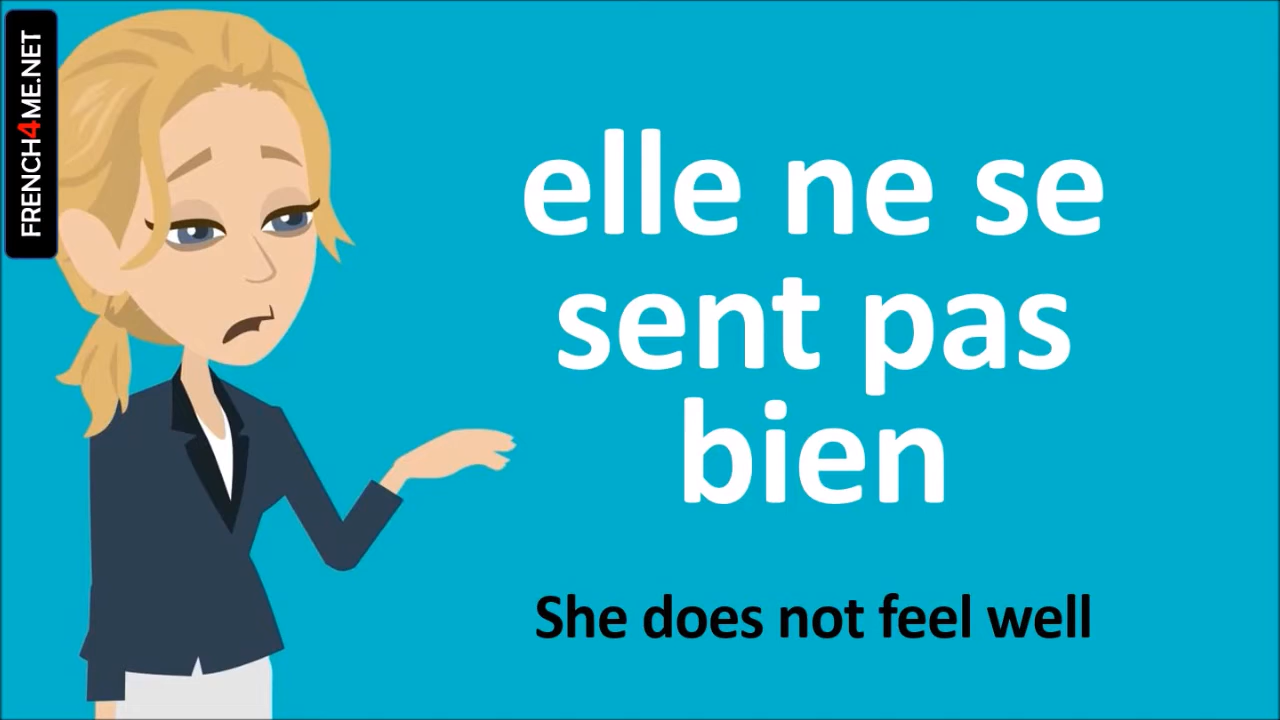 FRENCH4ME.NET
elle ne se
sent pas
bien
She does not feel well